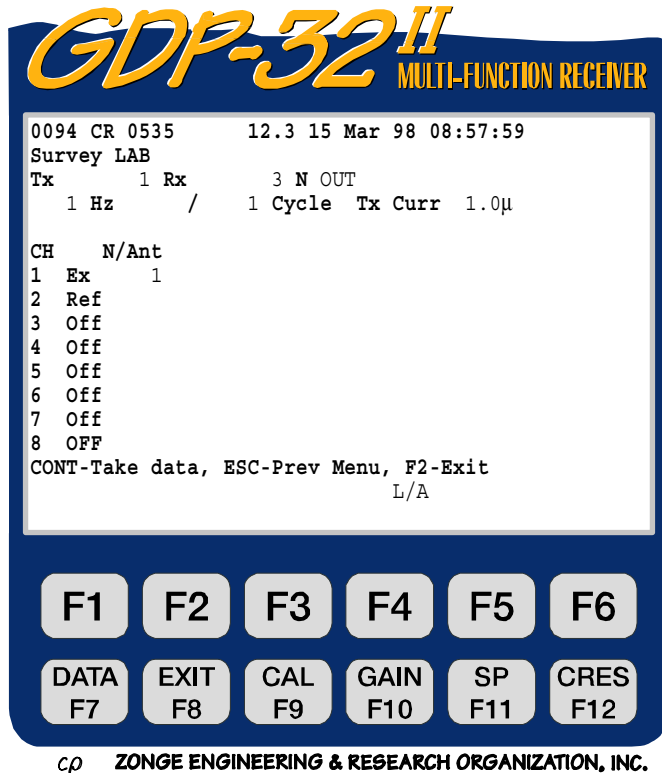 GDP-32 II
MULTI-FUNCTION RECEIVER
0094 CR 0535 12.3 15 Mar 98 08:57:59
Survey LAB
Tx 1 Rx 3 N OUT
1 Hz / 1 Cycle Tx Curr 1.0µ
CH N/Ant
1 Ex 1
2 Ref
3 Off
4 Off
5 Off
6 Off
7 Off
8 OFF
CONT-Take data, ESC-Prev Menu, F2-Exit
L/A
F1 F2 F3 F4 F5 F6
DATA EXIT CAL GAIN SP CRES
F7 F8 F9 F10 F11 F12
cρ ZONGE ENGINEERING & RESEARCH ORGANIZATION, INC.